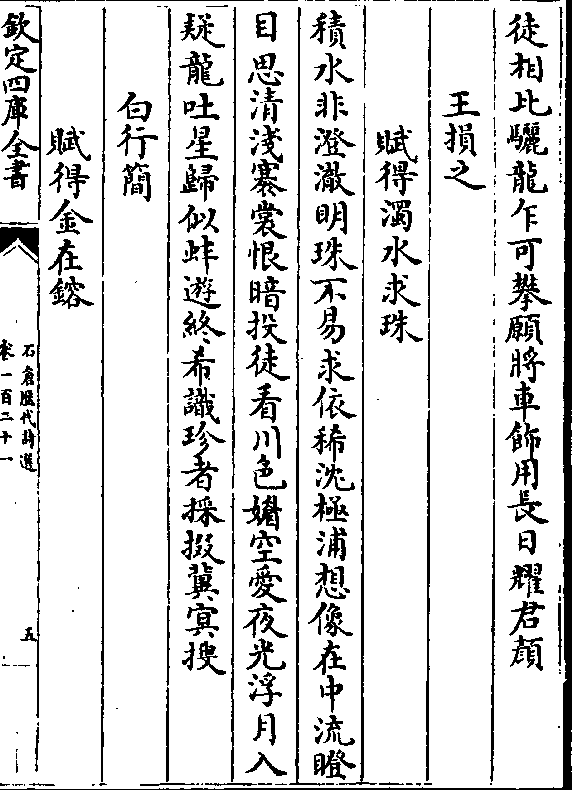 徒相比驪龍乍可攀願將車飾用長日耀君顔
王損之
賦得濁水求珠
積水非澄澈明珠不易求依稀沈極浦想像在中流瞪
目思清淺褰裳恨暗投徒看川色媚空愛夜光浮月入
疑龍吐星歸似蚌遊終希識珍者採掇冀㝠搜
白行簡
賦得金在鎔
欽定四庫全書
石倉歴代詩選
卷一百二十一
五